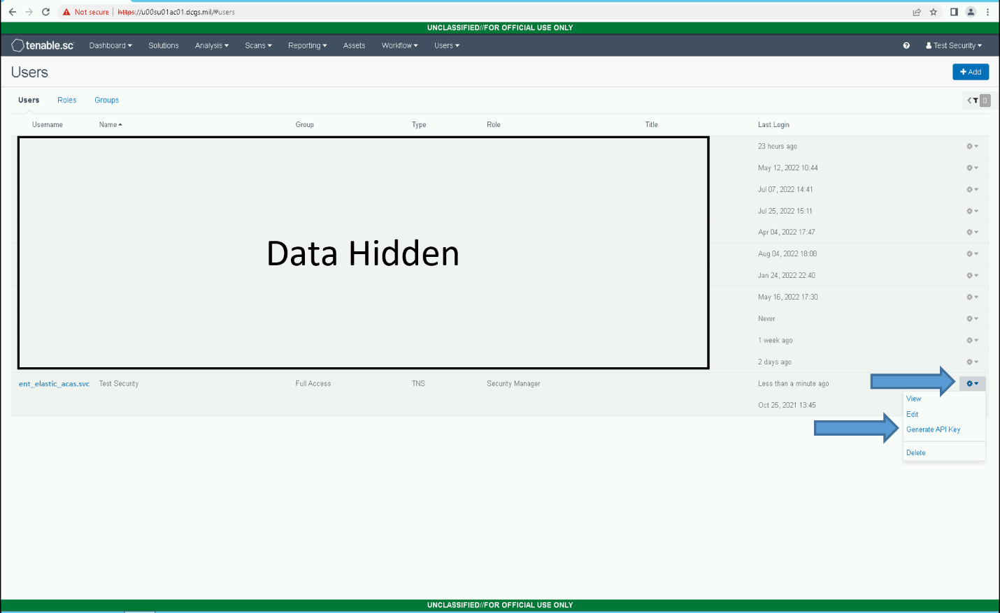 Not secure https://u00su01ac01.dcgs.mil/#users
UNCLASSIFIED//FOR OFFICIAL USE ONLY
tenable.sc Dashboard Solutions Analysis Scans Reporting Assets Workflow Users Test Security
Users
+ Add
Users Roles Groups
0
Username Name Group Type Role Title Last Login
23 hours ago
May 12, 2022 10:44
Jul 07, 2022 14:41
Jul 25, 2022 15:11
Apr 04, 2022 17:47
Data Hidden
Aug 04, 2022 18:08
Jan 24, 2022 22:40
May 16, 2022 17:30
Never
1 week ago
2 days ago
ent_elastic_acas.svc Test Security Full Access TNS Security Manager Less than a minute ago
Oct 25, 2021 13:45
View
Edit
Generate API Key
Delete
UNCLASSIFIED//FOR OFFICIAL USE ONLY